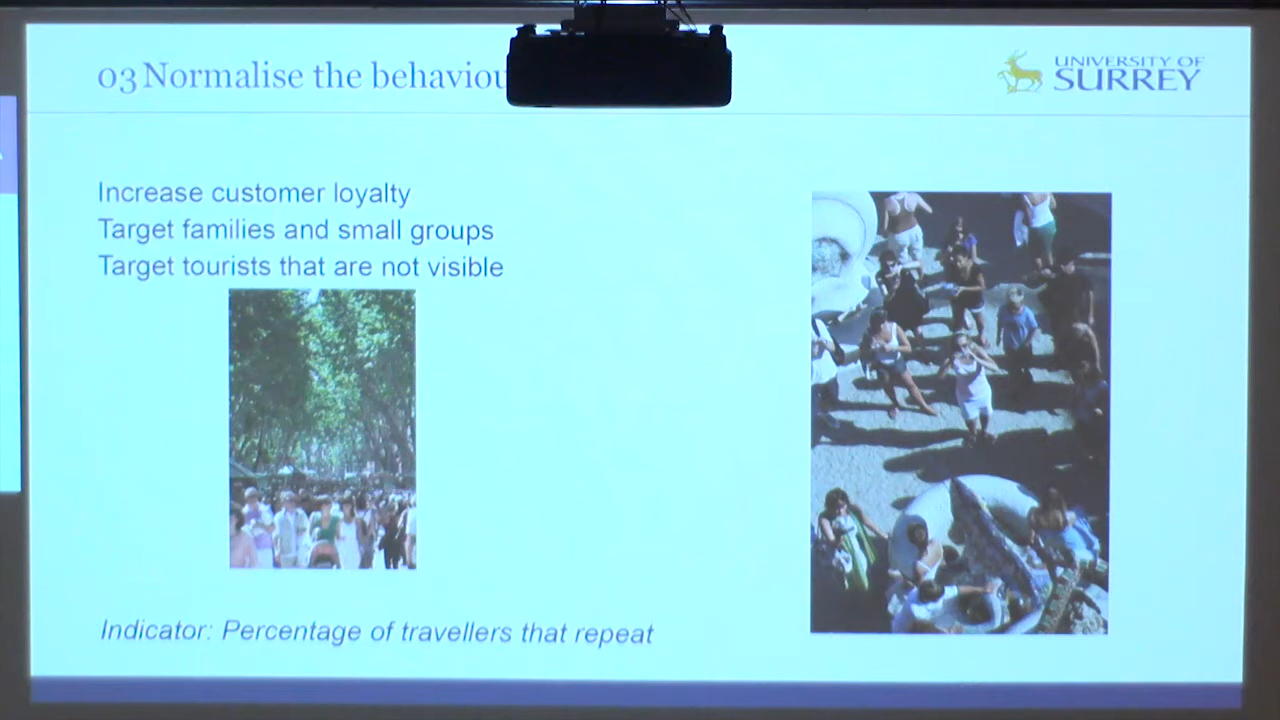 03 Normalise the behaviou
UNIVERSITY OF
SURREY
Increase customer loyalty
Target families and small groups
Target tourists that are not visible
Indicator: Percentage of travellers that repeat